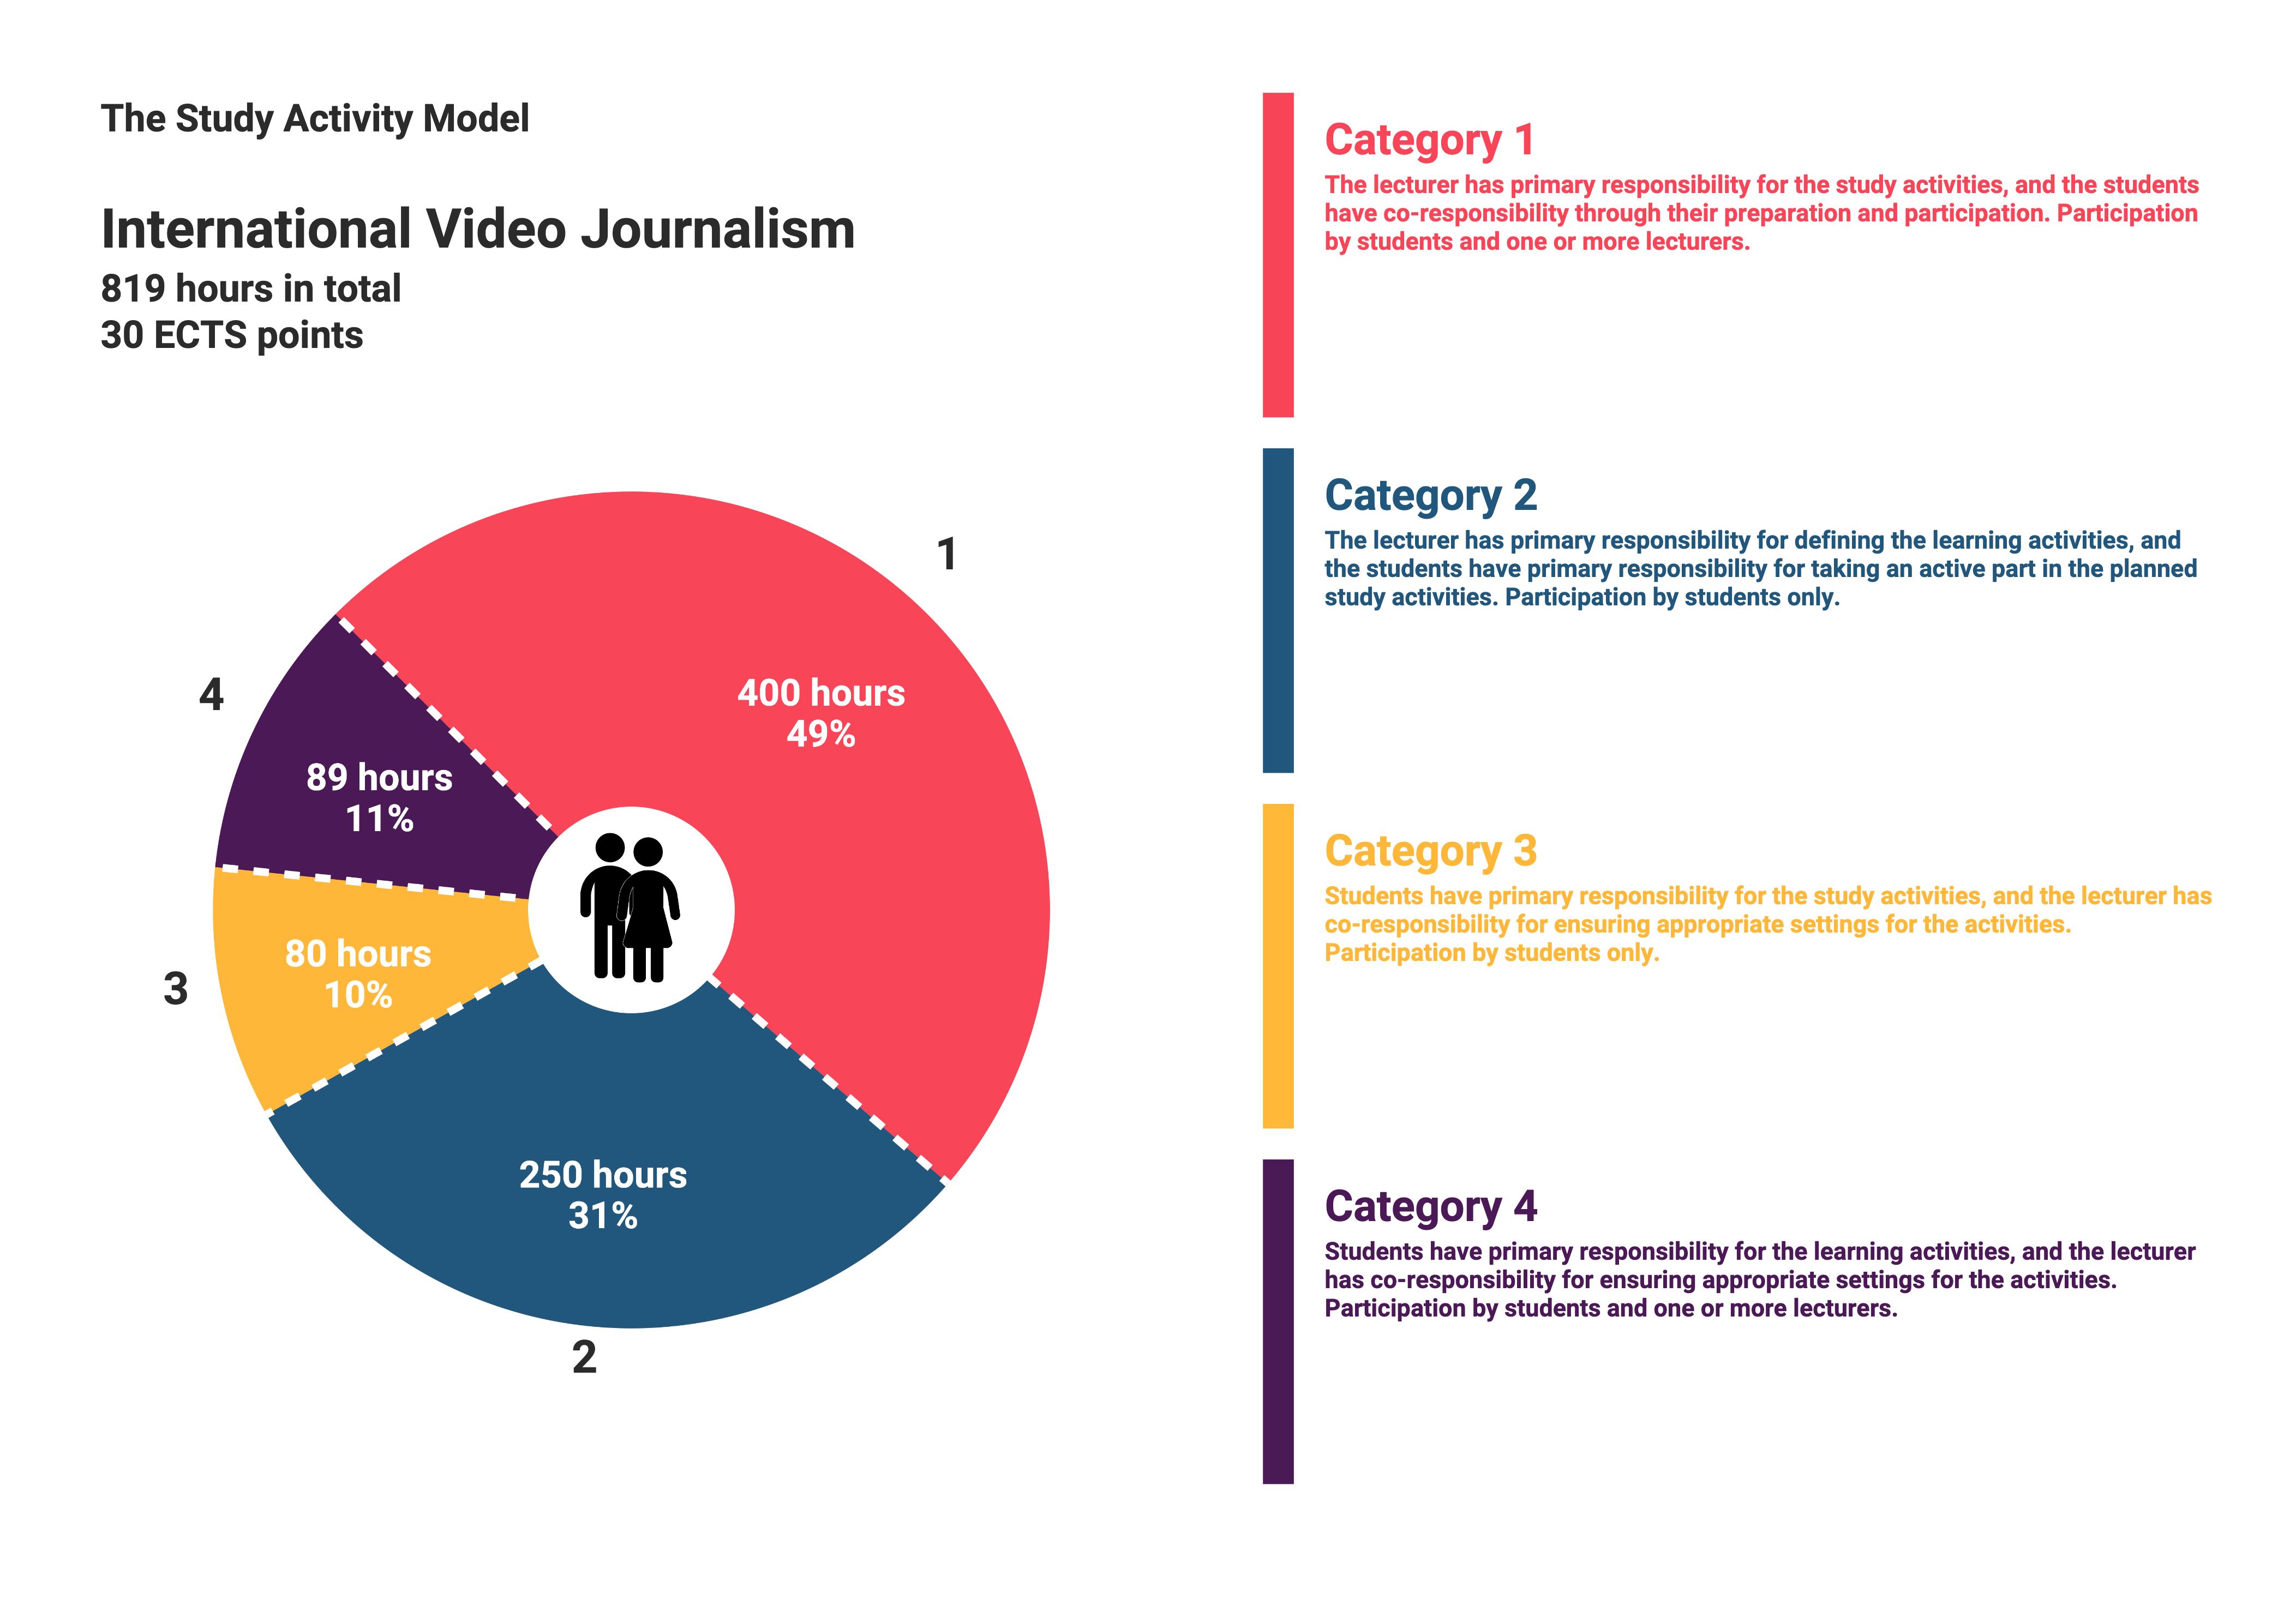 The Study Activity Model
International Video Journalism
819 hours in total
30 ECTS points
1
400 hours
49%
4
89 hours
11%
80 hours
10%
3
250 hours
31%
2
Category 1
The lecturer has primary responsibility for the study activities, and the students
have co-responsibility through their preparation and participation. Participation
by students and one or more lecturers.
Category 2
The lecturer has primary responsibility for defining the learning activities, and
the students have primary responsibility for taking an active part in the planned
study activities. Participation by students only.
Category 3
Students have primary responsibility for the study activities, and the lecturer has
co-responsibility for ensuring appropriate settings for the activities.
Participation by students only.
Category 4
Students have primary responsibility for the learning activities, and the lecturer
has co-responsibility for ensuring appropriate settings for the activities.
Participation by students and one or more lecturers.